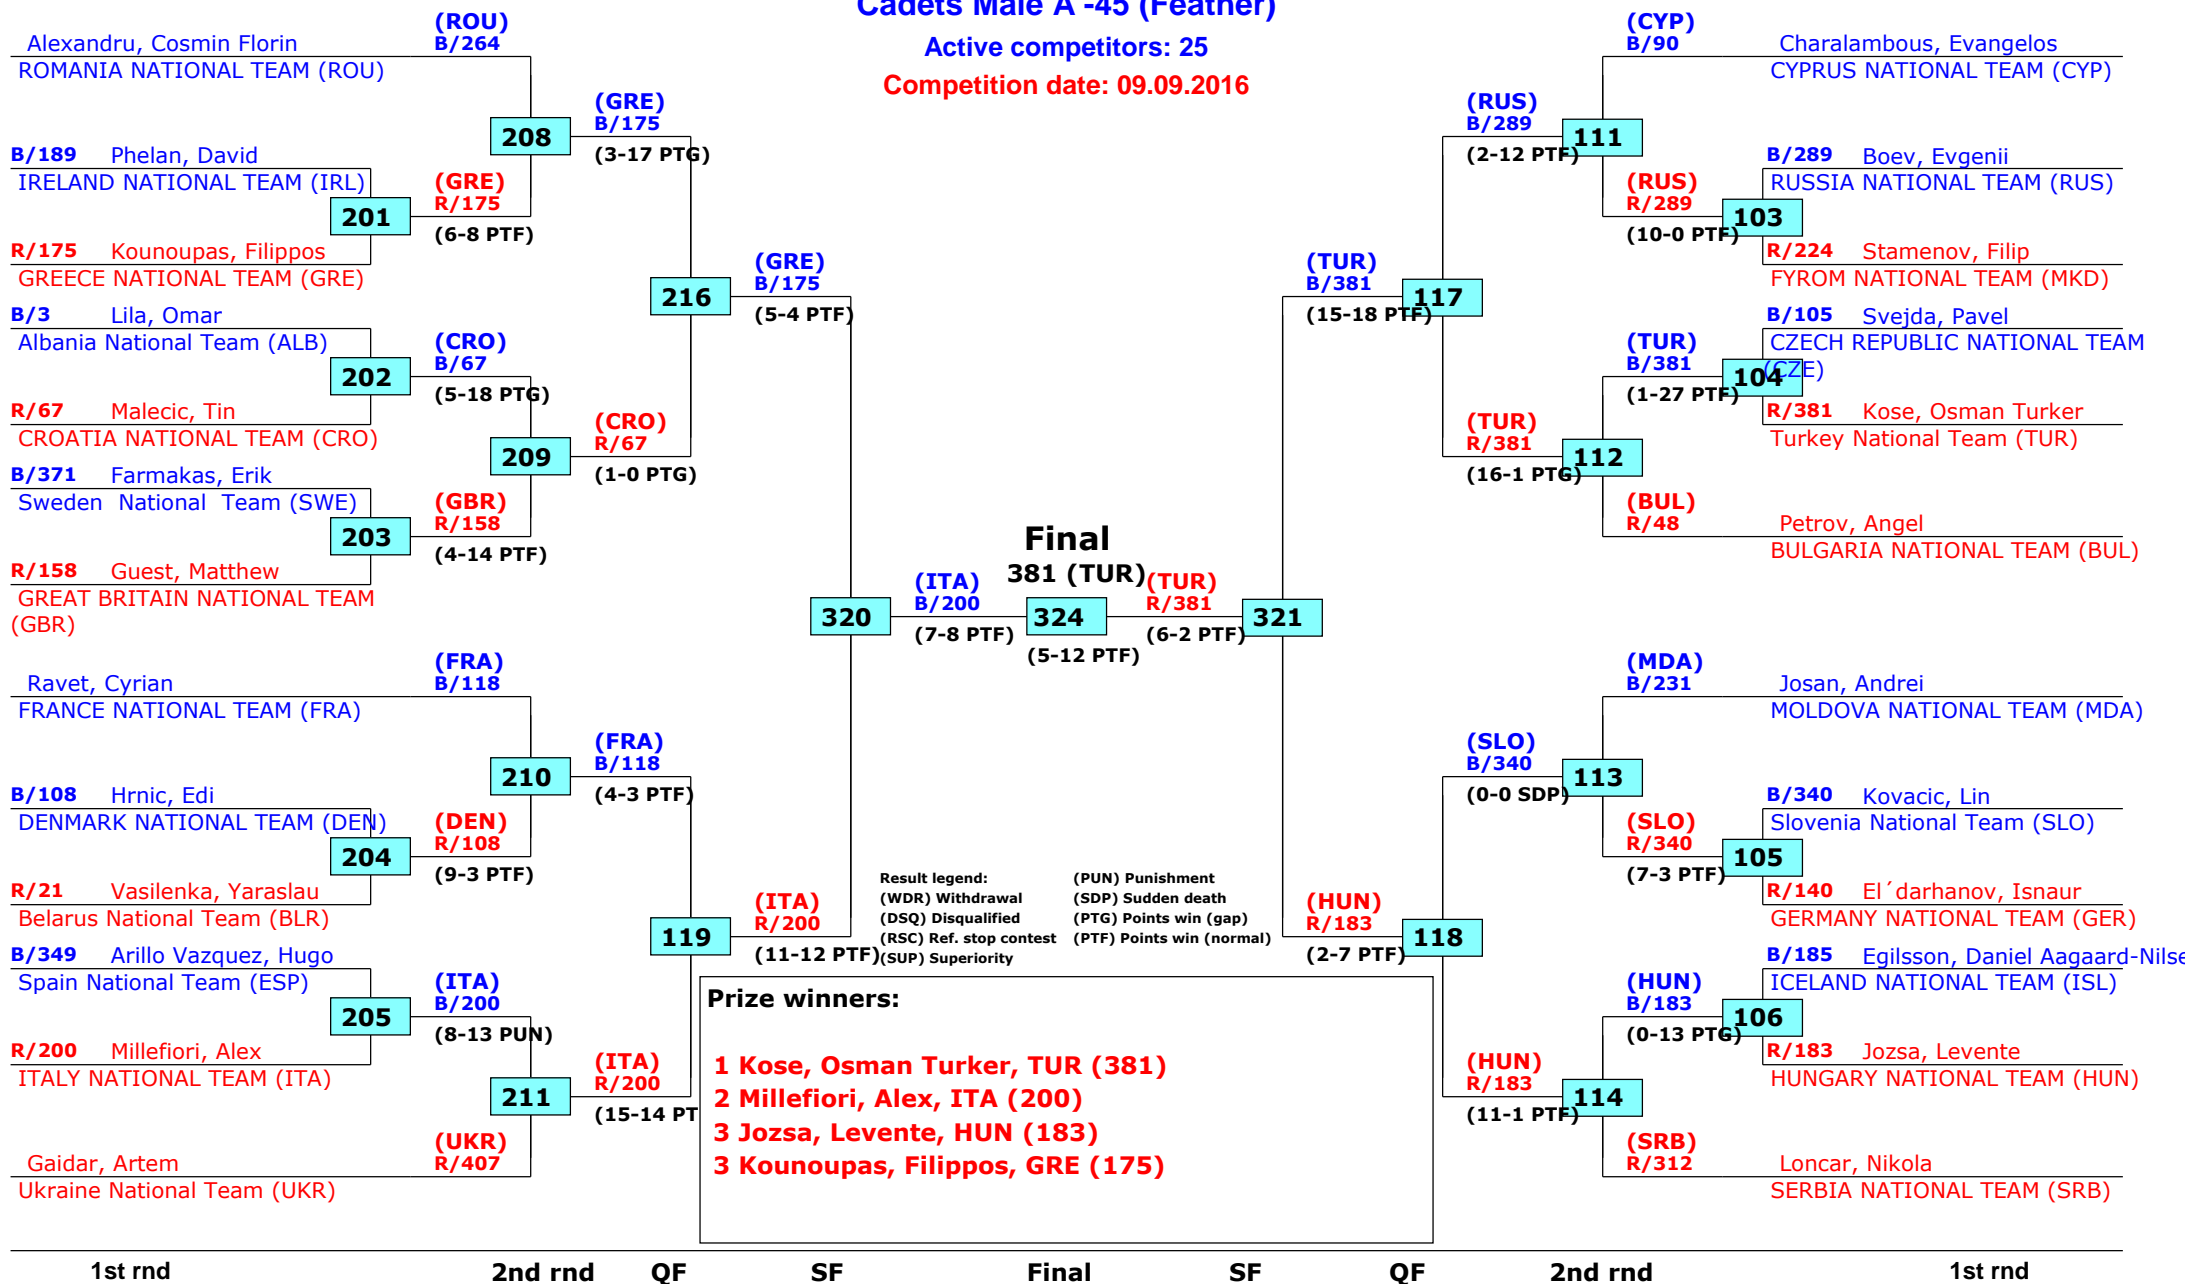 Cadets Male A -45 (Feather)
Active competitors: 25
Competition date: 09.09.2016
Alexandru, Cosmin Florin
ROMANIA NATIONAL TEAM (ROU)
(ROU)
B/264
B/189 Phelan, David
IRELAND NATIONAL TEAM (IRL)
201
R/175 Kounoupas, Filippos
GREECE NATIONAL TEAM (GRE)
(GRE)
R/175
(6-8 PTF)
208
(GRE)
B/175
(3-17 PTG)
B/3 Lila, Omar
Albania National Team (ALB)
202
R/67 Malecic, Tin
CROATIA NATIONAL TEAM (CRO)
(CRO)
B/67
(5-18 PTG)
B/371 Farmakas, Erik
Sweden National Team (SWE)
203
R/158 Guest, Matthew
GREAT BRITAIN NATIONAL TEAM
(GBR)
(GBR)
R/158
(4-14 PTF)
209
(CRO)
R/67
(1-0 PTG)
216
(GRE)
B/175
(5-4 PTF)
Ravet, Cyrian
FRANCE NATIONAL TEAM (FRA)
(FRA)
B/118
B/108 Hrnic, Edi
DENMARK NATIONAL TEAM (DEN)
204
R/21 Vasilenka, Yaraslau
Belarus National Team (BLR)
(DEN)
R/108
(9-3 PTF)
210
(FRA)
B/118
(4-3 PTF)
B/349 Arillo Vazquez, Hugo
Spain National Team (ESP)
205
R/200 Millefiori, Alex
ITALY NATIONAL TEAM (ITA)
(ITA)
B/200
(8-13 PUN)
211
Gaidar, Artem
Ukraine National Team (UKR)
(UKR)
R/407
(ITA)
R/200
(15-14 PT
119
(ITA)
R/200
(11-12 PTF)
320
(ITA)
B/200
(7-8 PTF)
Final
381 (TUR)
324
(5-12 PTF)
(TUR)
R/381
(6-2 PTF)
321
(TUR)
B/381
(15-18 PTF)
117
(RUS)
B/289
(2-12 PTF)
111
(CYP)
B/90
Charalambous, Evangelos
CYPRUS NATIONAL TEAM (CYP)
(RUS)
R/289
(10-0 PTF)
103
B/289 Boev, Evgenii
RUSSIA NATIONAL TEAM (RUS)
R/224 Stamenov, Filip
FYROM NATIONAL TEAM (MKD)
(TUR)
B/381
(1-27 PTF)
104
B/105 Svejda, Pavel
CZECH REPUBLIC NATIONAL TEAM
(CZE)
R/381 Kose, Osman Turker
Turkey National Team (TUR)
(TUR)
R/381
(16-1 PTG)
112
(BUL)
R/48
Petrov, Angel
BULGARIA NATIONAL TEAM (BUL)
(MDA)
B/231
Josan, Andrei
MOLDOVA NATIONAL TEAM (MDA)
(SLO)
B/340
(0-0 SDP)
113
(SLO)
R/340
(7-3 PTF)
105
B/340 Kovacic, Lin
Slovenia National Team (SLO)
R/140 El´darhanov, Isnaur
GERMANY NATIONAL TEAM (GER)
(HUN)
R/183
(2-7 PTF)
118
(HUN)
B/183
(0-13 PTG)
106
B/185 Egilsson, Daniel Aagaard-Nilse
ICELAND NATIONAL TEAM (ISL)
R/183 Jozsa, Levente
HUNGARY NATIONAL TEAM (HUN)
(HUN)
R/183
(11-1 PTF)
114
(SRB)
R/312
Loncar, Nikola
SERBIA NATIONAL TEAM (SRB)
Result legend:
(WDR) Withdrawal
(DSQ) Disqualified
(RSC) Ref. stop contest
(SUP) Superiority
(PUN) Punishment
(SDP) Sudden death
(PTG) Points win (gap)
(PTF) Points win (normal)
Prize winners:
1 Kose, Osman Turker, TUR (381)
2 Millefiori, Alex, ITA (200)
3 Jozsa, Levente, HUN (183)
3 Kounoupas, Filippos, GRE (175)
1st rnd 2nd rnd QF SF Final SF QF 2nd rnd 1st rnd